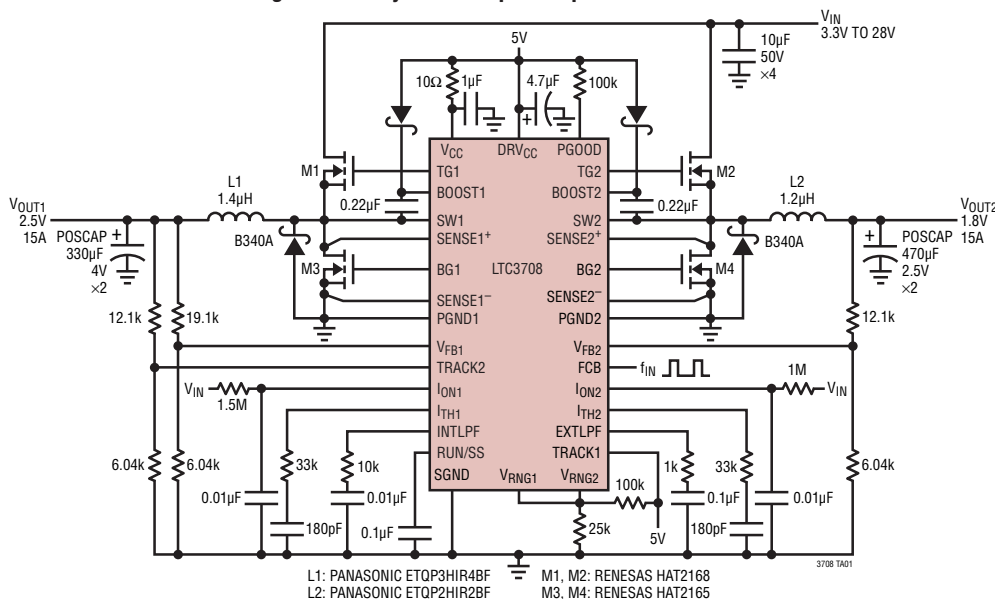 5V
VIN
3.3V TO 28V
10µF
50V
×4
10Ω
1µF
4.7µF
100k
VCC
DRVCC
PGOOD
M1
TG1
TG2
M2
BOOST1
BOOST2
L1
1.4µH
0.22µF
0.22µF
L2
1.2µH
VOUT1
2.5V
15A
SW1
SW2
VOUT2
1.8V
15A
POSCAP
330µF
4V
×2
B340A
SENSE1+
SENSE2+
B340A
POSCAP
470µF
2.5V
×2
M3
BG1
LTC3708
BG2
M4
SENSE1–
SENSE2–
12.1k
19.1k
PGND1
PGND2
12.1k
VFB1
VFB2
TRACK2
FCB
fIN
VIN
1.5M
ION1
ION2
1M
VIN
ITH1
ITH2
INTLPF
EXTLPF
RUN/SS
TRACK1
6.04k
6.04k
33k
10k
SGND
VRNG1
VRNG2
1k
33k
6.04k
0.01µF
0.01µF
100k
0.1µF
0.01µF
180pF
0.1µF
25k
5V
180pF
3708 TA01
L1: PANASONIC ETQP3HIR4BF
L2: PANASONIC ETQP2HIR2BF
M1, M2: RENESAS HAT2168
M3, M4: RENESAS HAT2165